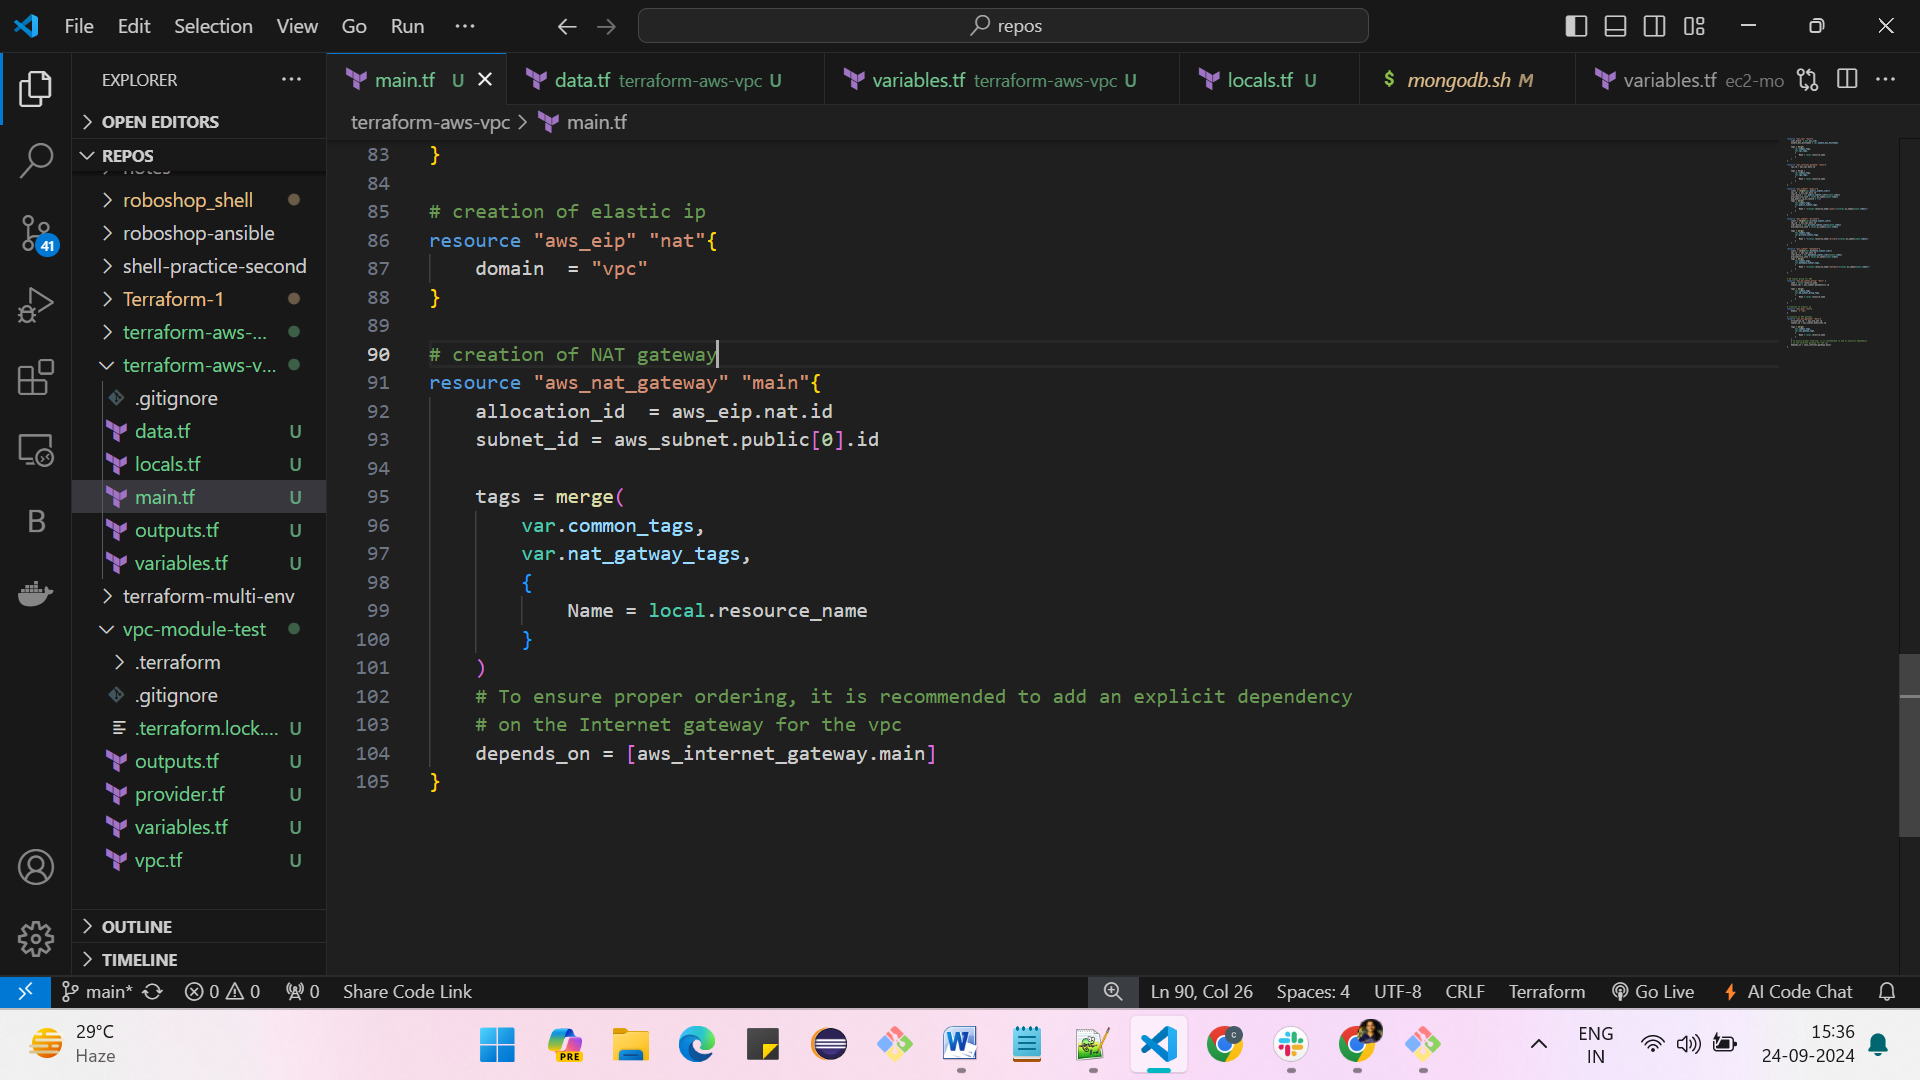 File Edit Selection View Go Run ...
repos
EXPLORER ...
main.tf U
data.tf terraform-aws-vpc U
variables.tf terraform-aws-vpc U
locals.tf U
$ mongodb.sh M
variables.tf ec2-mo
terraform-aws-vpc > main.tf
OPEN EDITORS
REPOS
notes
roboshop_shell
roboshop-ansible
shell-practice-second
Terraform-1
terraform-aws-...
terraform-aws-v...
.gitignore
data.tf U
locals.tf U
main.tf U
outputs.tf U
variables.tf U
terraform-multi-env
vpc-module-test
.terraform
.gitignore
.terraform.lock.... U
outputs.tf U
provider.tf U
variables.tf U
vpc.tf U
OUTLINE
TIMELINE
41
B
83 }
84
85 # creation of elastic ip
86 resource "aws_eip" "nat"{
87 domain  = "vpc"
88 }
89
90 # creation of NAT gateway
91 resource "aws_nat_gateway" "main"{
92 allocation_id  = aws_eip.nat.id
93 subnet_id = aws_subnet.public[0].id
94
95 tags = merge(
96 var.common_tags,
97 var.nat_gatway_tags,
98 {
99 Name = local.resource_name
100 }
101 )
102 # To ensure proper ordering, it is recommended to add an explicit dependency
103 # on the Internet gateway for the vpc
104 depends_on = [aws_internet_gateway.main]
105 }
main* 0 0 0 Share Code Link
Ln 90, Col 26 Spaces: 4 UTF-8 CRLF Terraform Go Live AI Code Chat
29°C
Haze
PRE
ENG
IN
15:36
24-09-2024